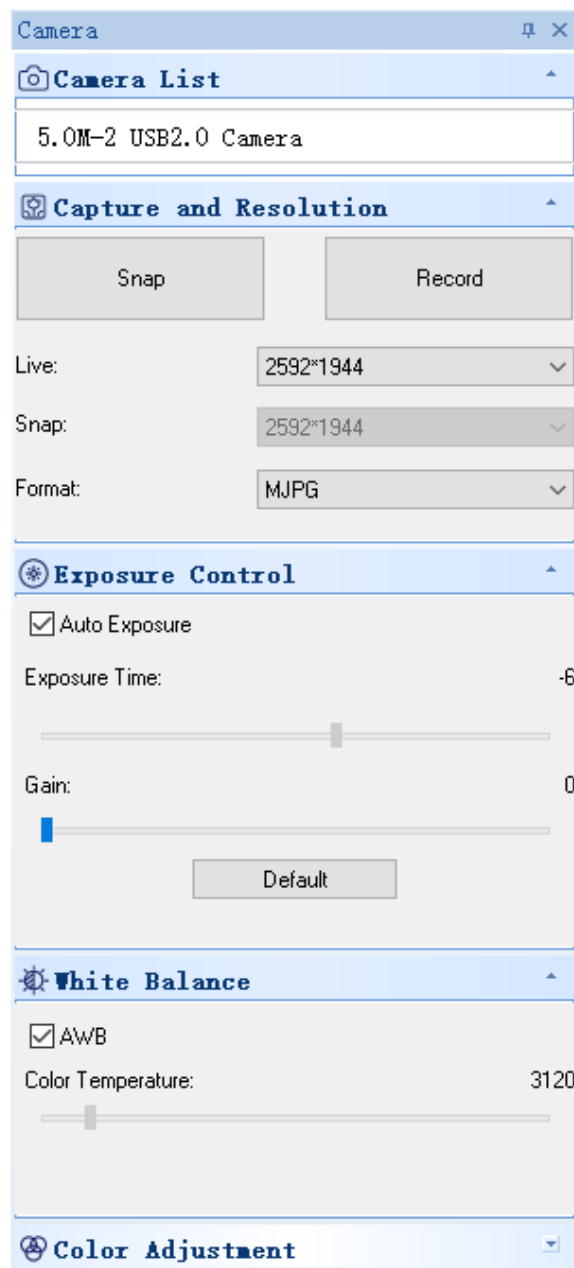 Camera
Camera List
5.0M-2 USB2.0 Camera
Capture and Resolution
Snap Record
Live: 2592*1944
Snap: 2592*1944
Format: MJPG
Exposure Control
Auto Exposure
Exposure Time: -6
Gain: 0
Default
White Balance
AWB
Color Temperature: 3120
Color Adjustment